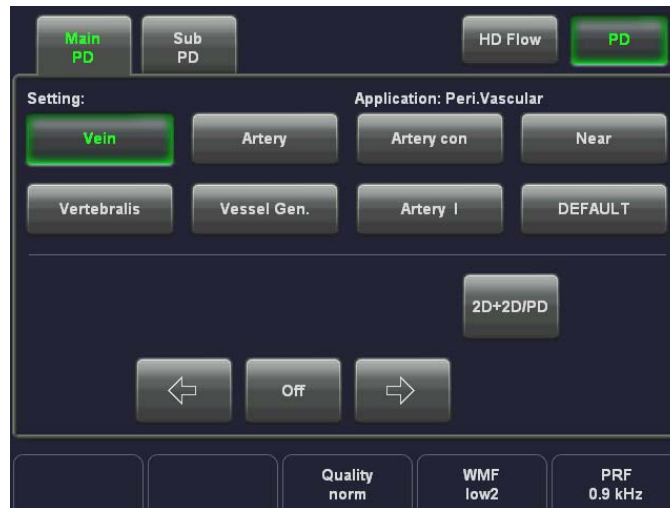 Main
PD
Sub
PD
HD Flow
PD
Setting:
Application: Peri.Vascular
Vein
Artery
Artery con
Near
Vertebralis
Vessel Gen.
Artery I
DEFAULT
2D+2D/PD
Off
Quality
norm
WMF
low2
PRF
0.9 kHz